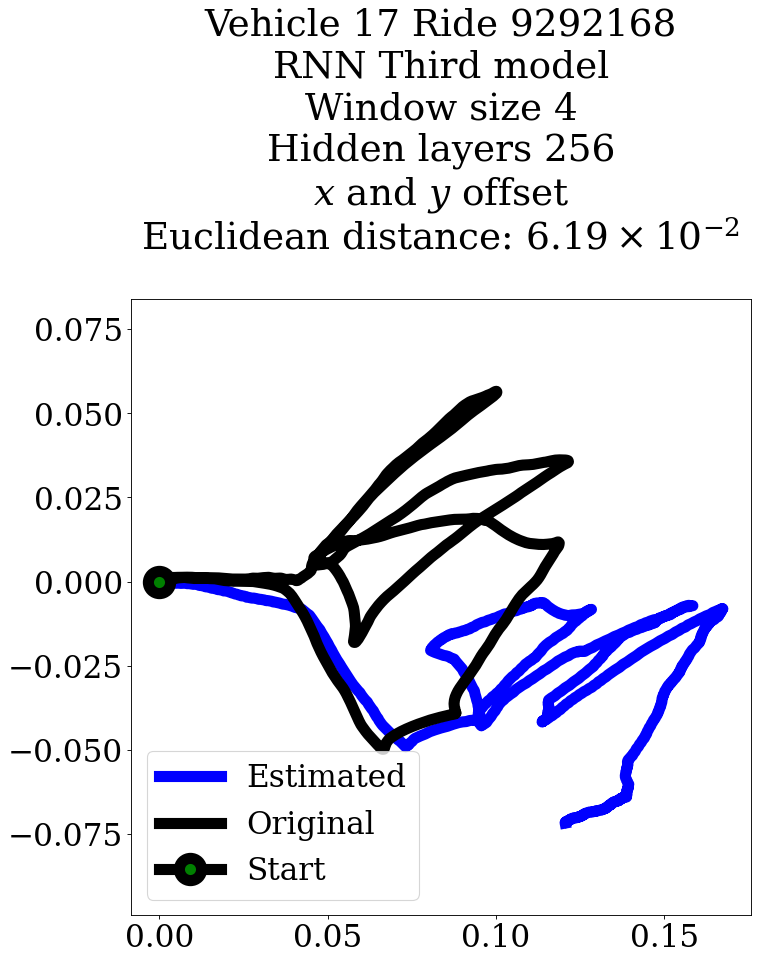 Vehicle 17 Ride 9292168
RNN Third model
Window size 4
Hidden layers 256
x and y offset
Euclidean distance: 6.19 × 10⁻²
0.075
0.050
0.025
0.000
−0.025
−0.050
−0.075
Estimated
Original
Start
0.00 0.05 0.10 0.15